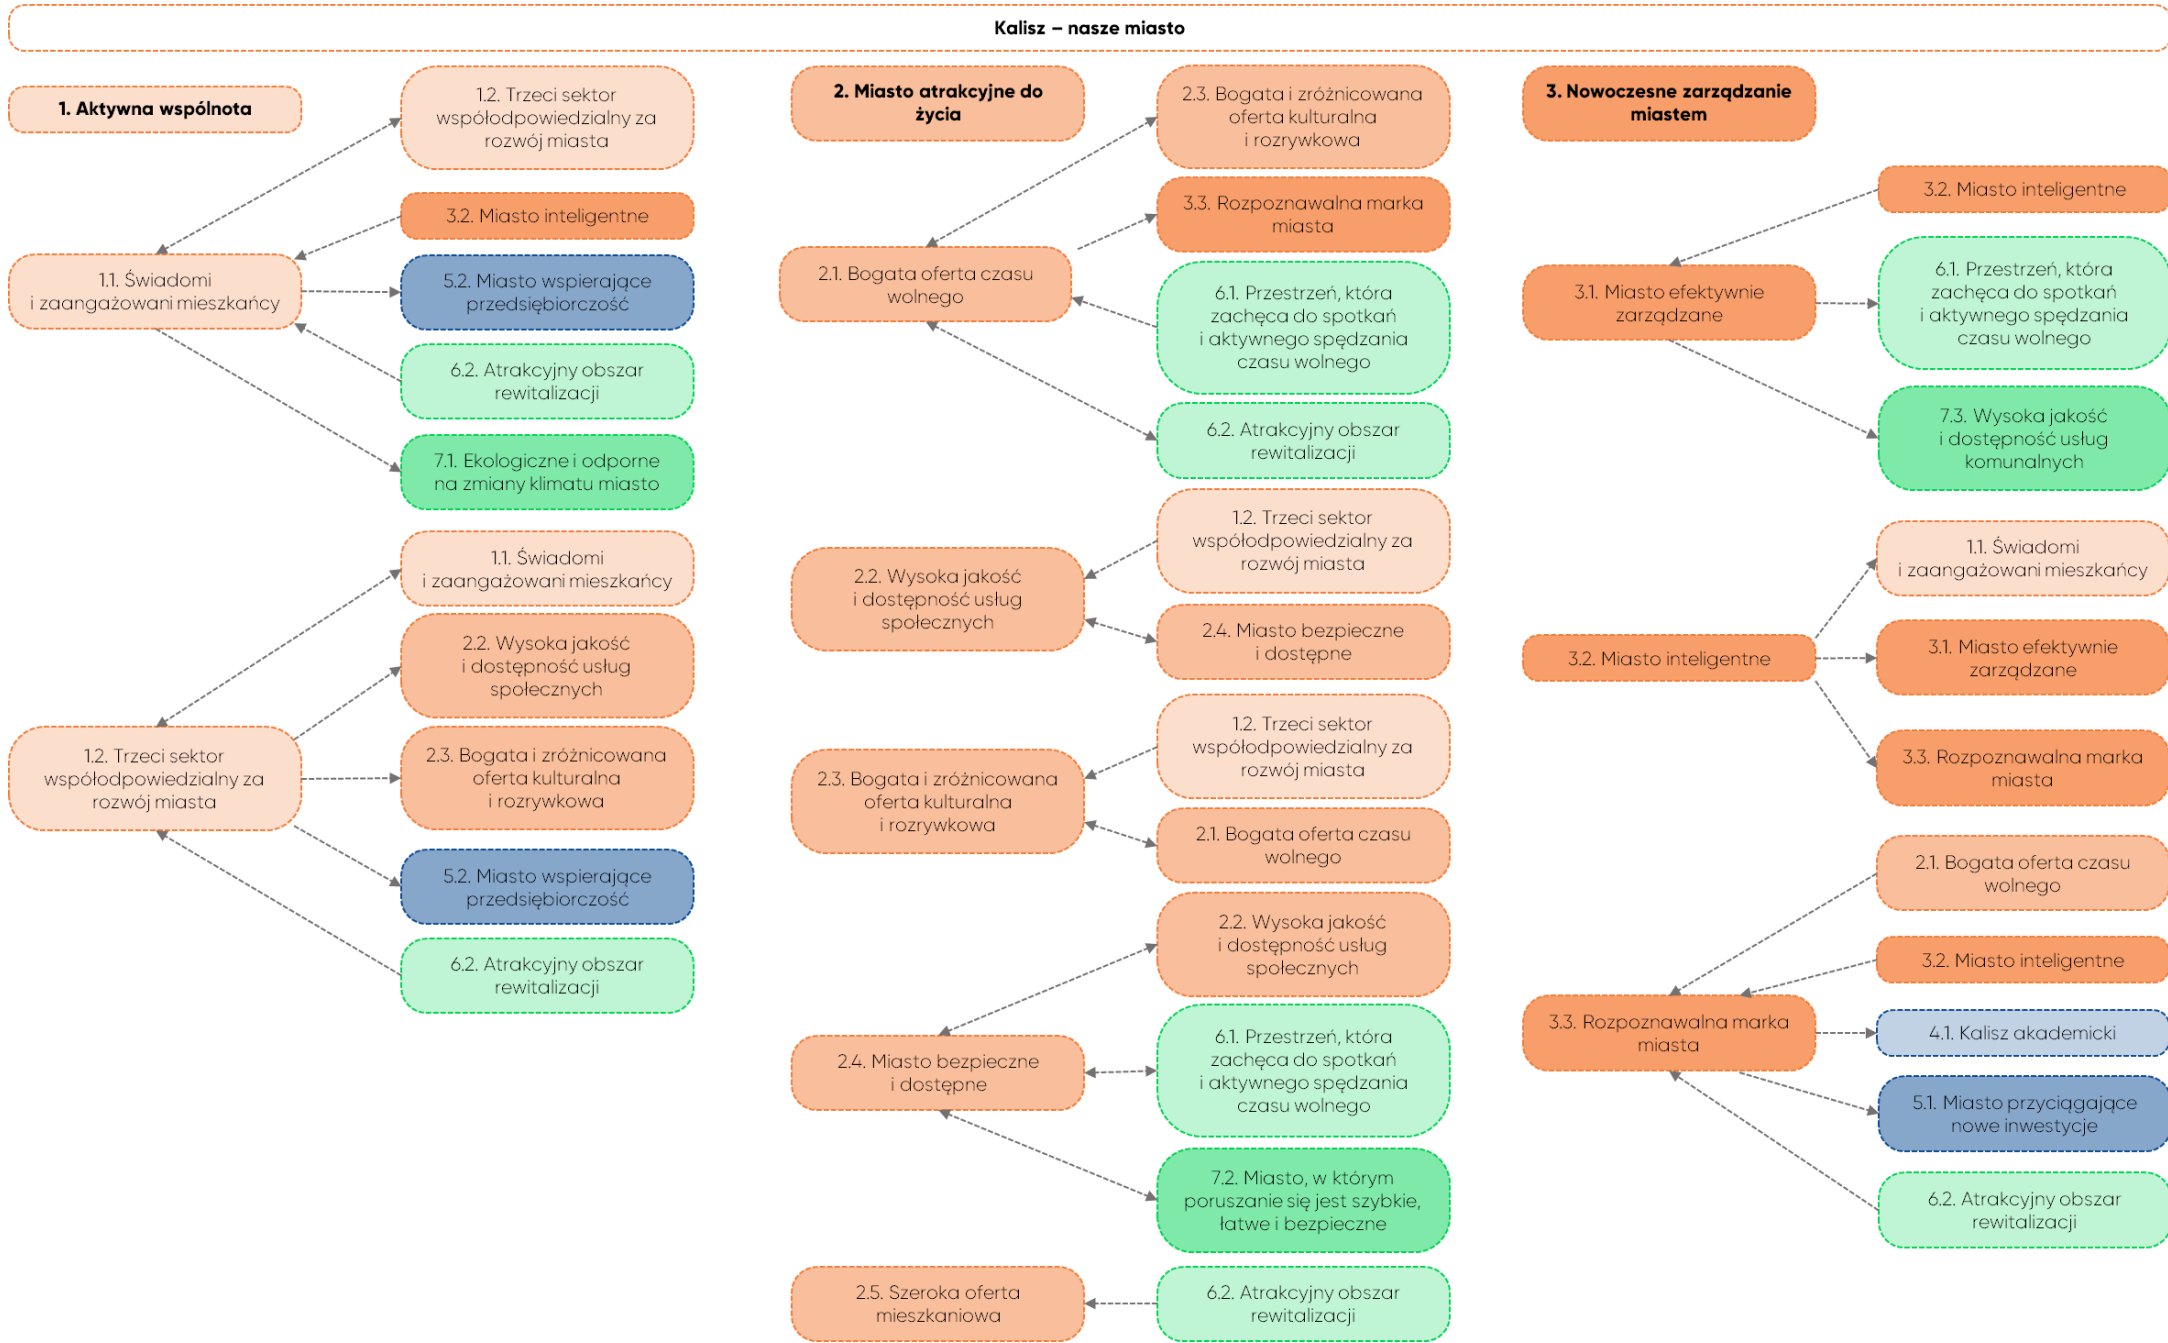 Kalisz – nasze miasto
1. Aktywna wspólnota
1.2. Trzeci sektor
współodpowiedzialny za
rozwój miasta
3.2. Miasto inteligentne
1.1. Świadomi
i zaangażowani mieszkańcy
5.2. Miasto wspierające
przedsiębiorczość
6.2. Atrakcyjny obszar
rewitalizacji
7.1. Ekologiczne i odporne
na zmiany klimatu miasto
1.1. Świadomi
i zaangażowani mieszkańcy
2.2. Wysoka jakość
i dostępność usług
społecznych
1.2. Trzeci sektor
współodpowiedzialny za
rozwój miasta
2.3. Bogata i zróżnicowana
oferta kulturalna
i rozrywkowa
5.2. Miasto wspierające
przedsiębiorczość
6.2. Atrakcyjny obszar
rewitalizacji
2. Miasto atrakcyjne do
życia
2.3. Bogata i zróżnicowana
oferta kulturalna
i rozrywkowa
3.3. Rozpoznawalna marka
miasta
2.1. Bogata oferta czasu
wolnego
6.1. Przestrzeń, która
zachęca do spotkań
i aktywnego spędzania
czasu wolnego
6.2. Atrakcyjny obszar
rewitalizacji
1.2. Trzeci sektor
współodpowiedzialny za
rozwój miasta
2.2. Wysoka jakość
i dostępność usług
społecznych
2.4. Miasto bezpieczne
i dostępne
1.2. Trzeci sektor
współodpowiedzialny za
rozwój miasta
2.3. Bogata i zróżnicowana
oferta kulturalna
i rozrywkowa
2.1. Bogata oferta czasu
wolnego
2.2. Wysoka jakość
i dostępność usług
społecznych
2.4. Miasto bezpieczne
i dostępne
6.1. Przestrzeń, która
zachęca do spotkań
i aktywnego spędzania
czasu wolnego
7.2. Miasto, w którym
poruszanie się jest szybkie,
łatwe i bezpieczne
2.5. Szeroka oferta
mieszkaniowa
6.2. Atrakcyjny obszar
rewitalizacji
3. Nowoczesne zarządzanie
miastem
3.2. Miasto inteligentne
3.1. Miasto efektywnie
zarządzane
6.1. Przestrzeń, która
zachęca do spotkań
i aktywnego spędzania
czasu wolnego
7.3. Wysoka jakość
i dostępność usług
komunalnych
1.1. Świadomi
i zaangażowani mieszkańcy
3.2. Miasto inteligentne
3.1. Miasto efektywnie
zarządzane
3.3. Rozpoznawalna marka
miasta
2.1. Bogata oferta czasu
wolnego
3.2. Miasto inteligentne
3.3. Rozpoznawalna marka
miasta
4.1. Kalisz akademicki
5.1. Miasto przyciągające
nowe inwestycje
6.2. Atrakcyjny obszar
rewitalizacji